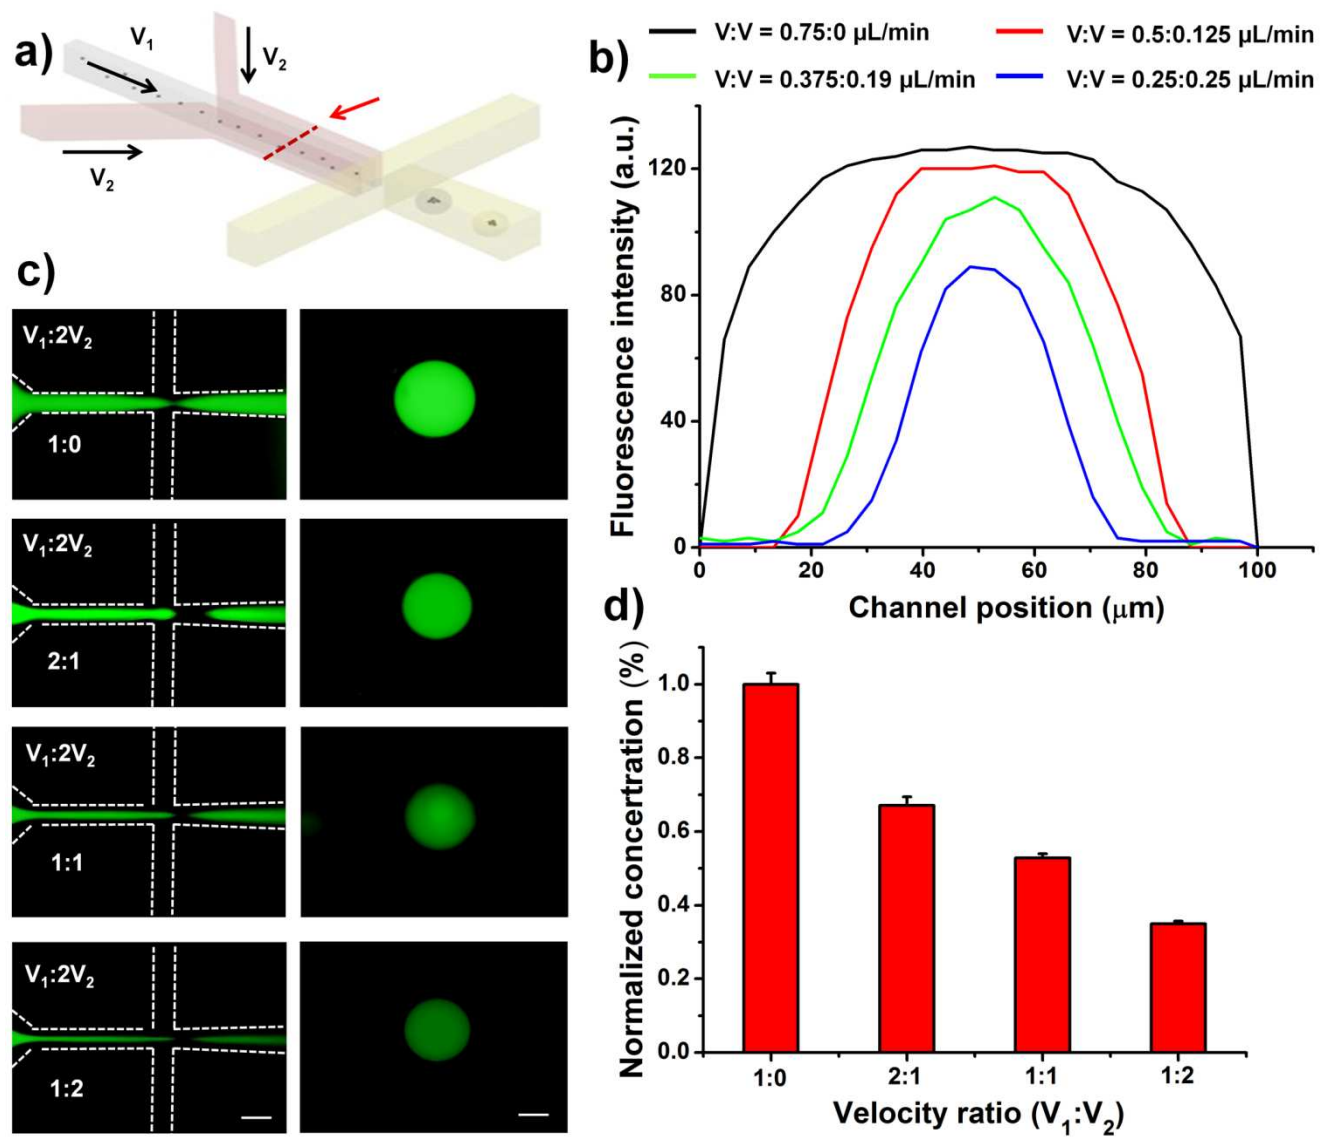 a)
V₁
V₂
V₂
b)
V:V = 0.75:0 µL/min
V:V = 0.5:0.125 µL/min
V:V = 0.375:0.19 µL/min
V:V = 0.25:0.25 µL/min
Fluorescence intensity (a.u.)
120
80
40
0
0
20
40
60
80
100
Channel position (µm)
c)
V₁:2V₂
1:0
V₁:2V₂
2:1
V₁:2V₂
1:1
V₁:2V₂
1:2
d)
Normalized concertration (%)
1.0
0.8
0.6
0.4
0.2
0.0
1:0
2:1
1:1
1:2
Velocity ratio (V₁:V₂)